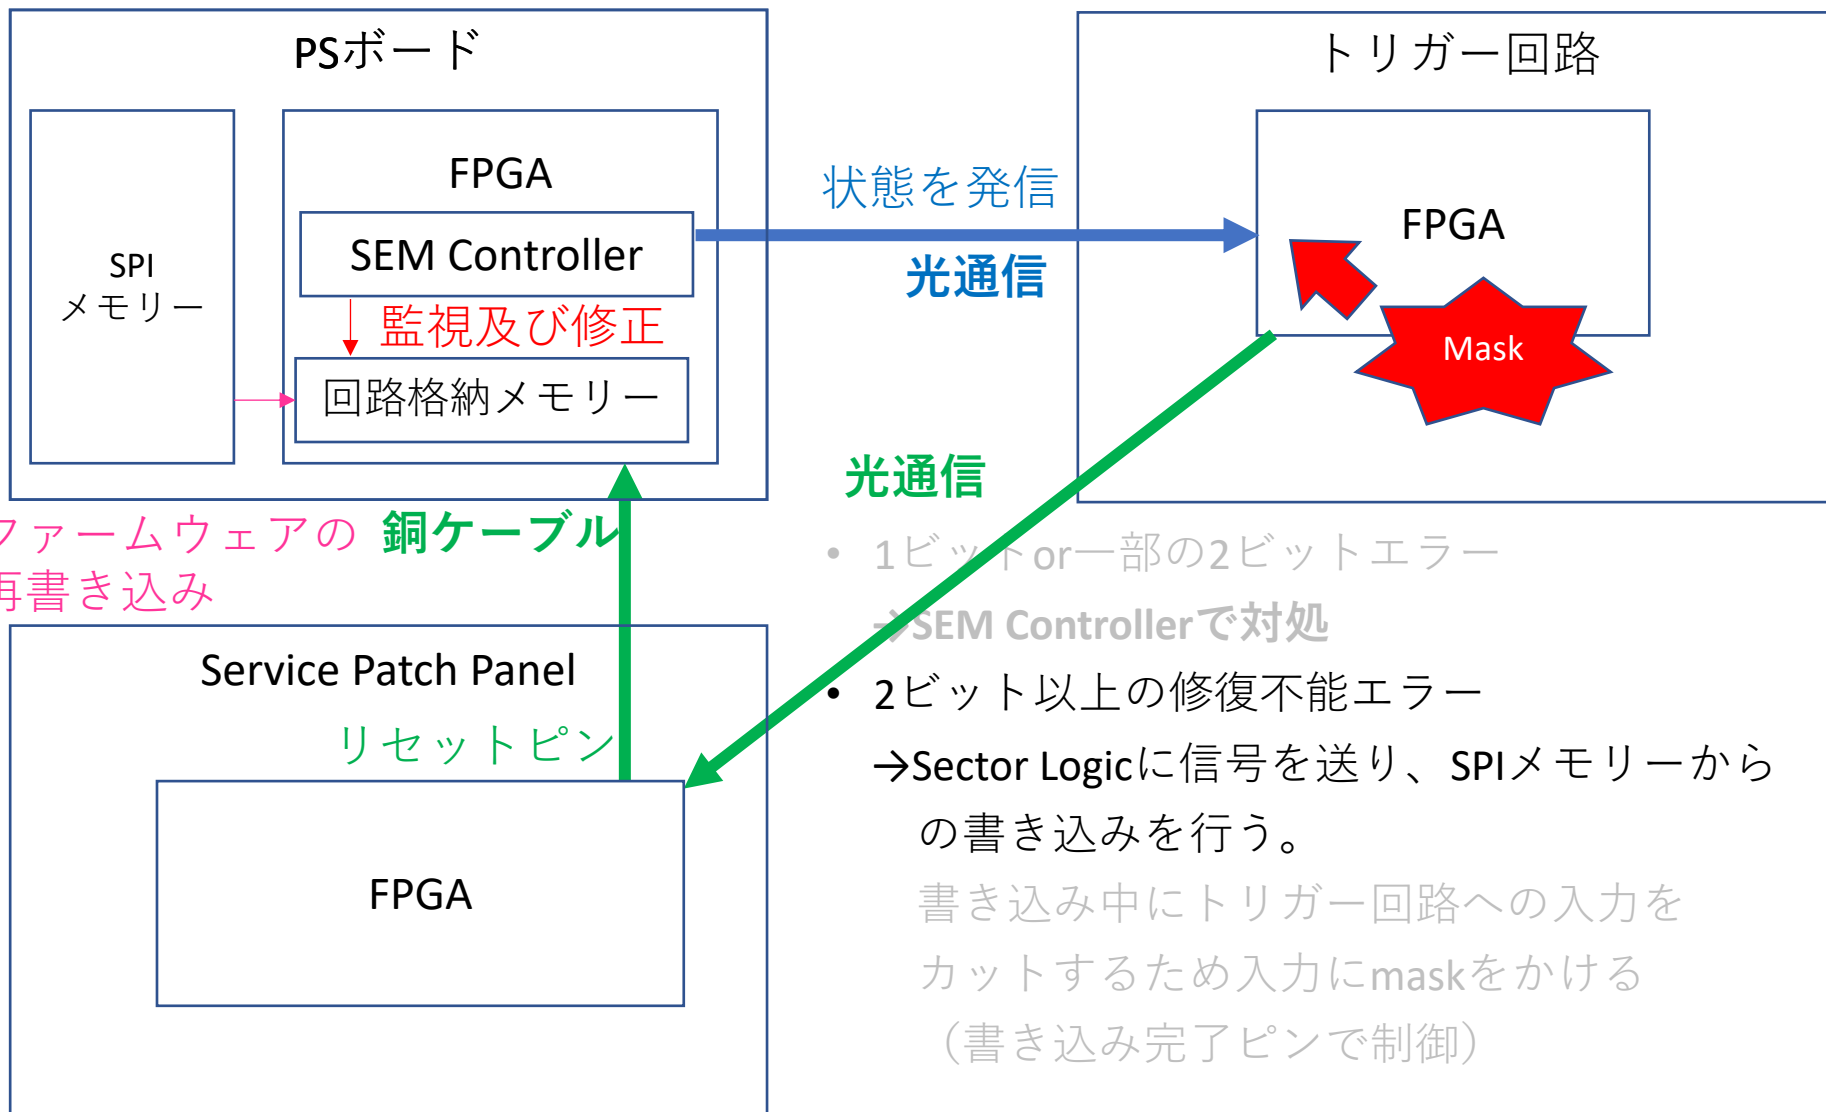 PSボード
トリガー回路
FPGA
SPI
メモリー
SEM Controller
監視及び修正
回路格納メモリー
状態を発信
光通信
FPGA
Mask
光通信
ファームウェアの
再書き込み
銅ケーブル
Service Patch Panel
リセットピン
FPGA
• 1ビットor一部の2ビットエラー
→SEM Controllerで対処
• 2ビット以上の修復不能エラー
→Sector Logicに信号を送り、SPIメモリーから
の書き込みを行う。
書き込み中にトリガー回路への入力を
カットするため入力にmaskをかける
（書き込み完了ピンで制御）